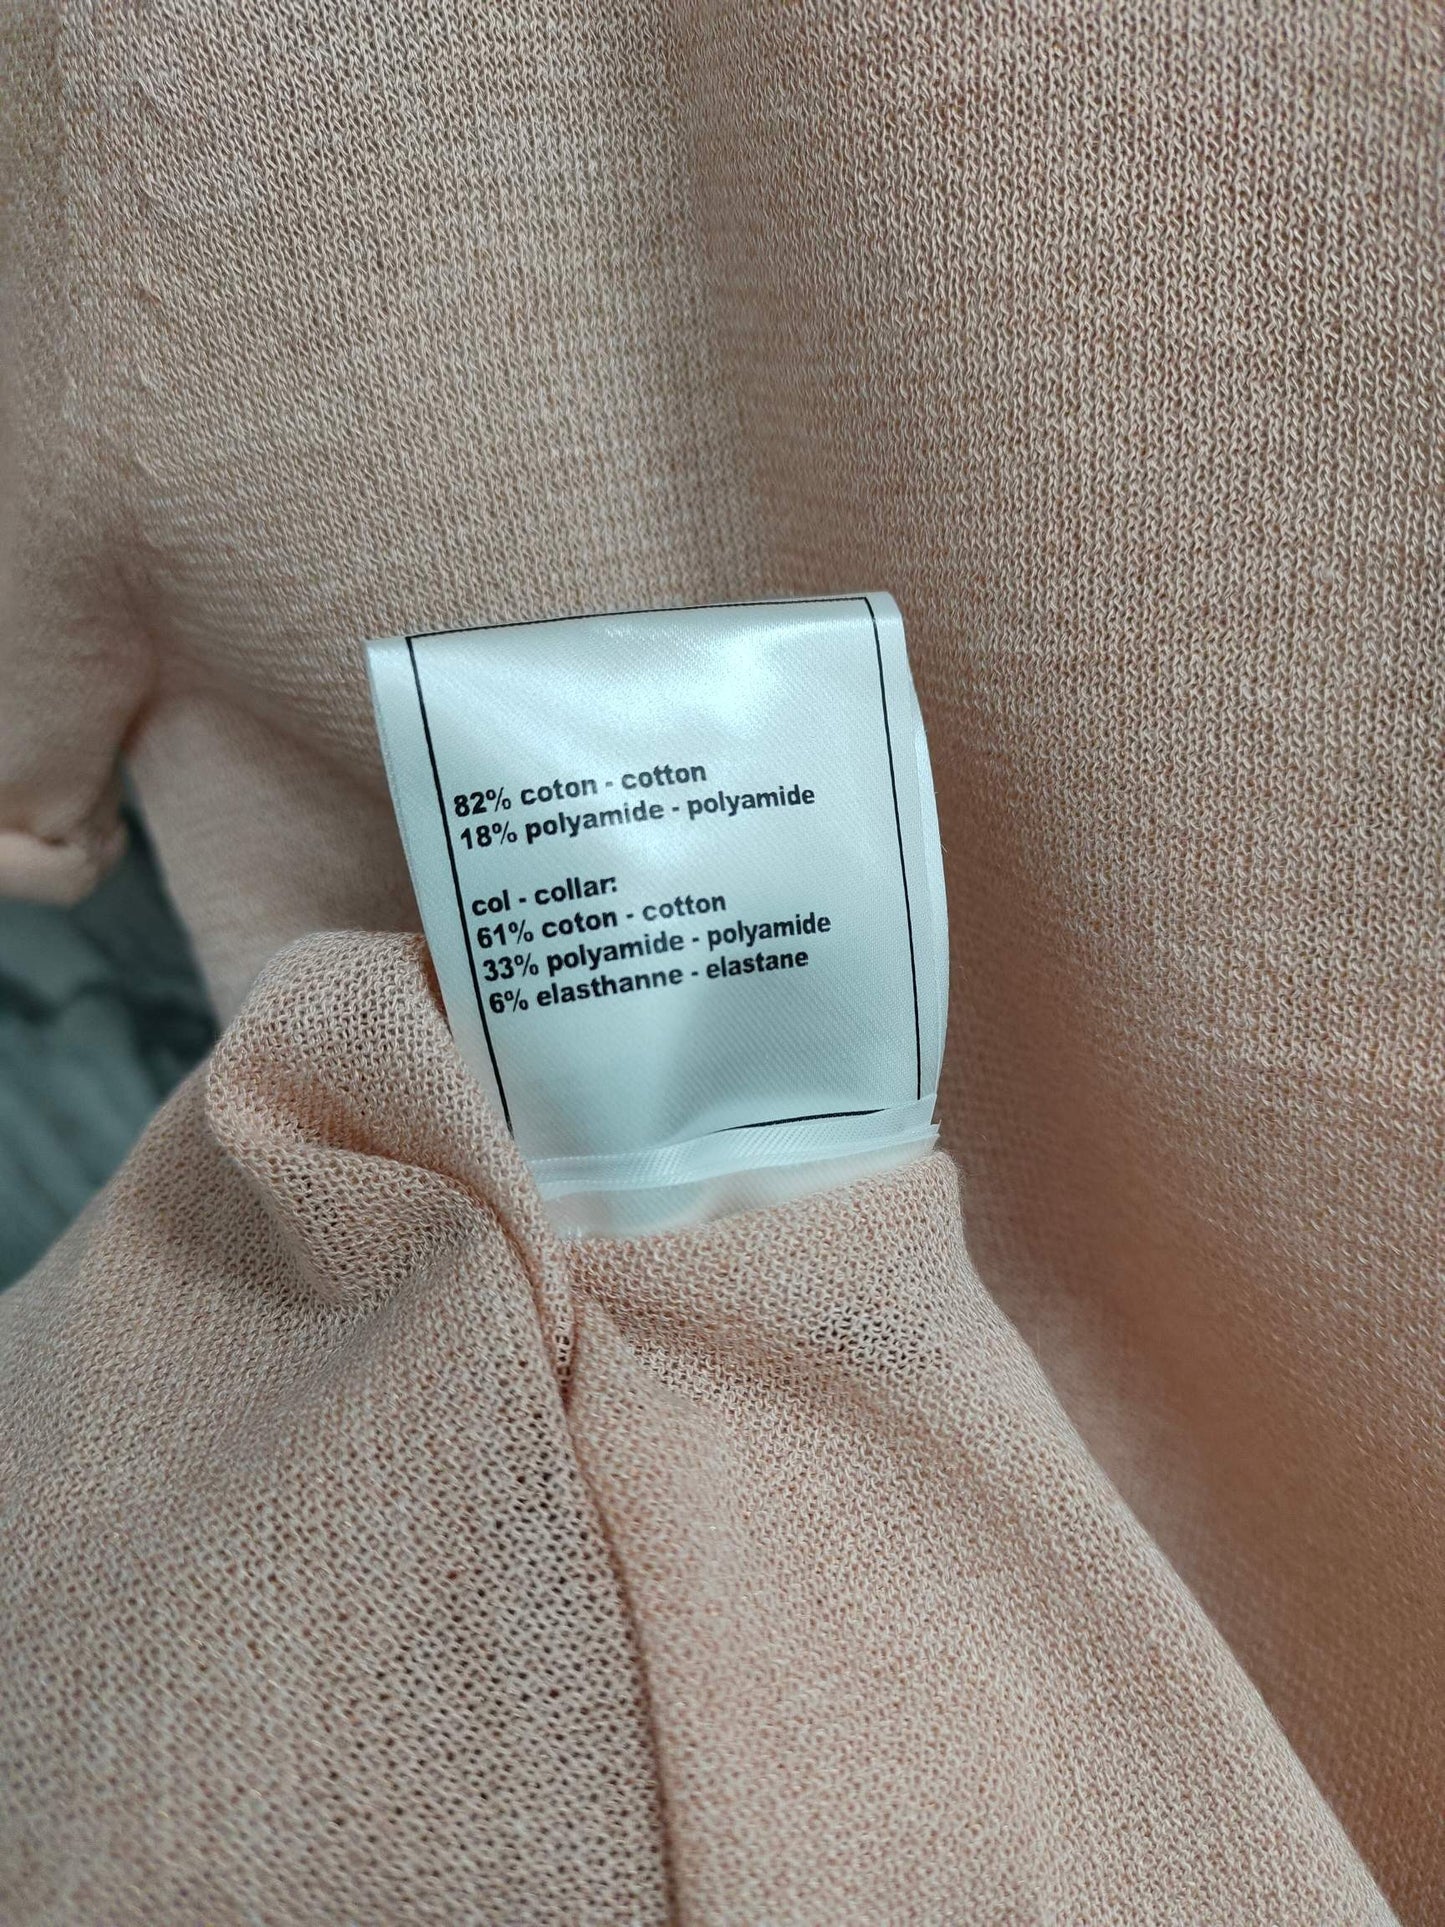 82% coton - cotton
18% polyamide - polyamide
col - collar:
61% coton - cotton
33% polyamide - polyamide
6% elasthanne - elastane